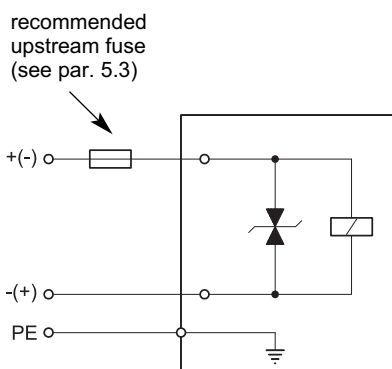 recommended
upstream fuse
(see par. 5.3)
+(-)
-(+)
PE